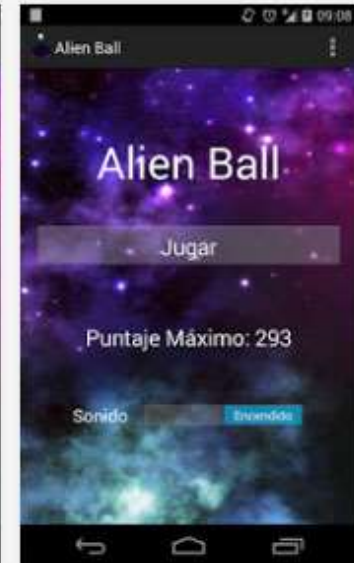 09:08
Alien Ball
Alien Ball
Jugar
Puntaje Máximo: 293
Sonido Encendido